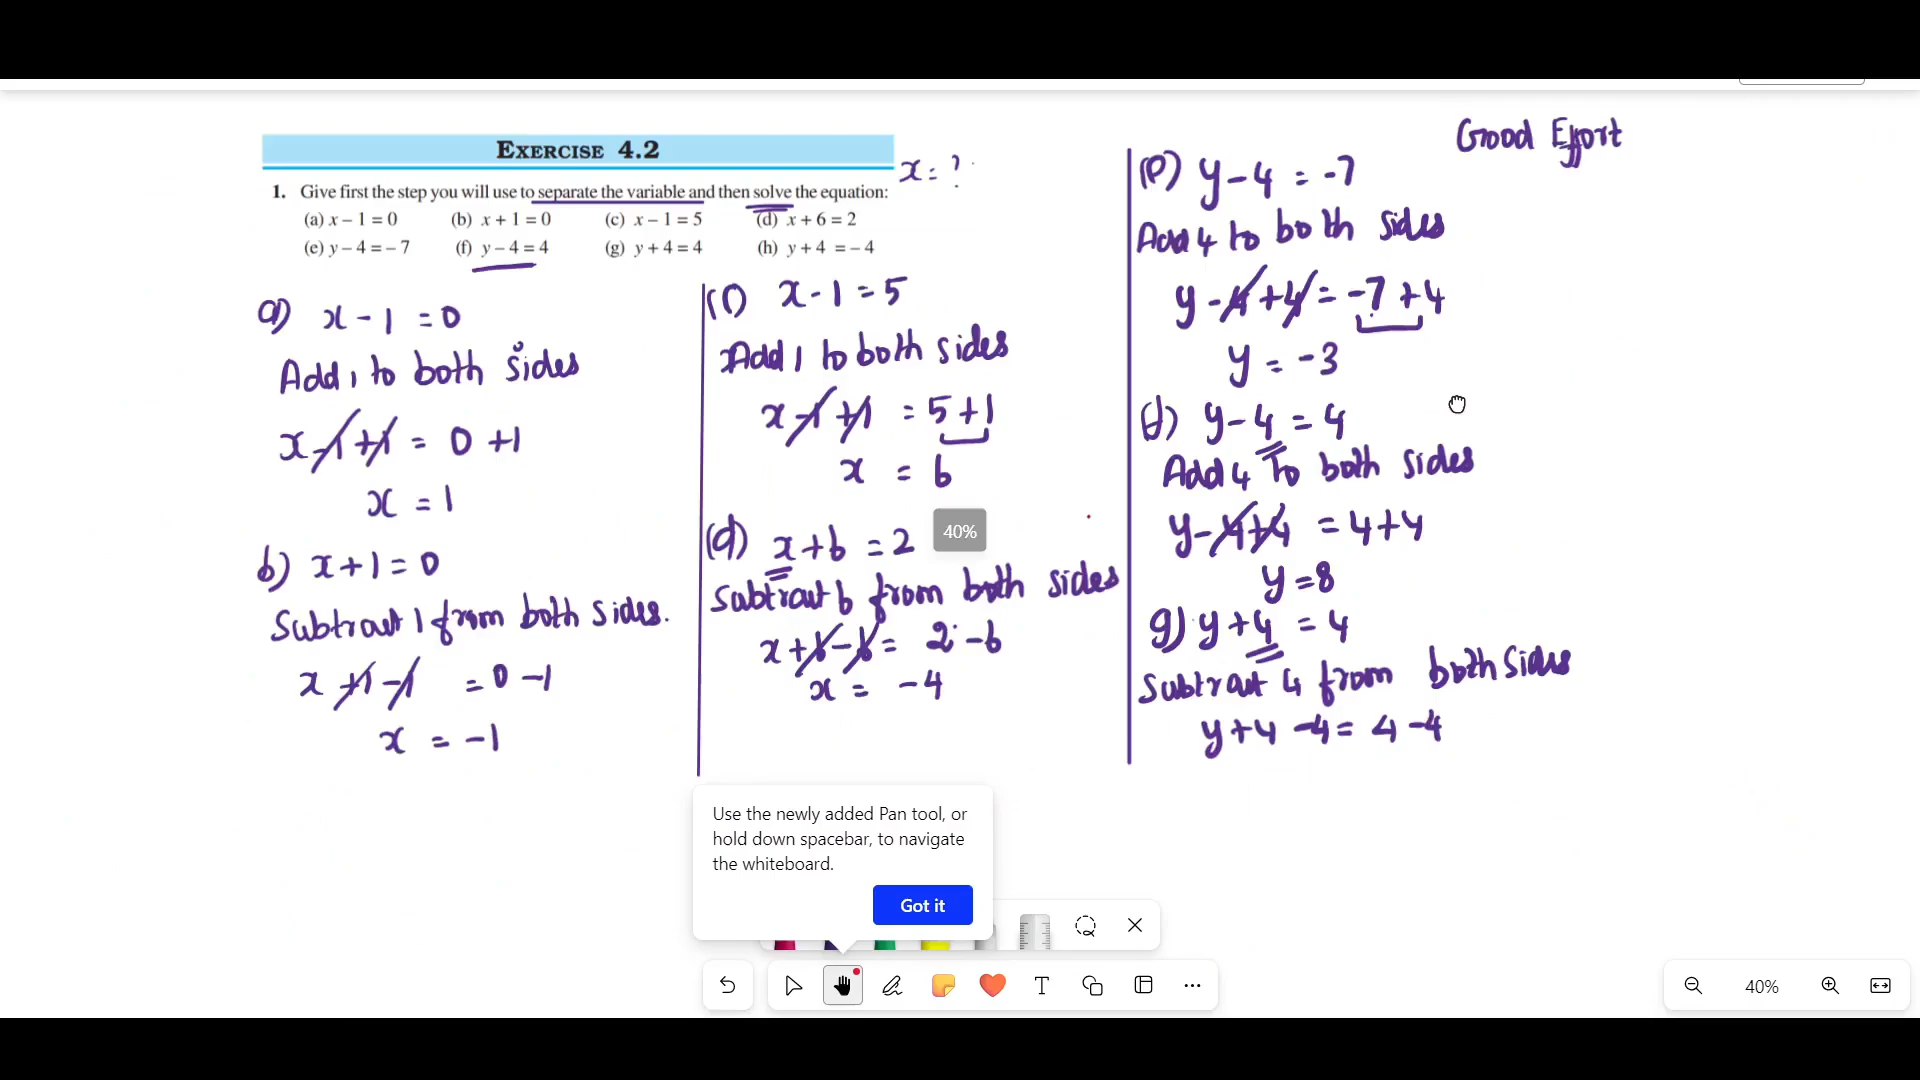 EXERCISE 4.2
x = ?
1. Give first the step you will use to separate the variable and then solve the equation:
(a) x – 1 = 0 (b) x + 1 = 0 (c) x – 1 = 5 (d) x + 6 = 2
(e) y – 4 = – 7 (f) y – 4 = 4 (g) y + 4 = 4 (h) y + 4 = – 4
a) x - 1 = 0
Add 1 to both sides
x - 1 + 1 = 0 + 1
x = 1
b) x + 1 = 0
Subtract 1 from both sides.
x + 1 - 1 = 0 - 1
x = -1
(c) x - 1 = 5
Add 1 to both sides
x - 1 + 1 = 5 + 1
x = 6
(d) x + 6 = 2
Subtract 6 from both sides
x + 6 - 6 = 2 - 6
x = -4
Good Effort
(e) y - 4 = -7
Add 4 to both sides
y - 4 + 4 = -7 + 4
y = -3
(f) y - 4 = 4
Add 4 to both sides
y - 4 + 4 = 4 + 4
y = 8
g) y + 4 = 4
Subtract 4 from both sides
y + 4 - 4 = 4 - 4
40%
Use the newly added Pan tool, or
hold down spacebar, to navigate
the whiteboard.
Got it
40%